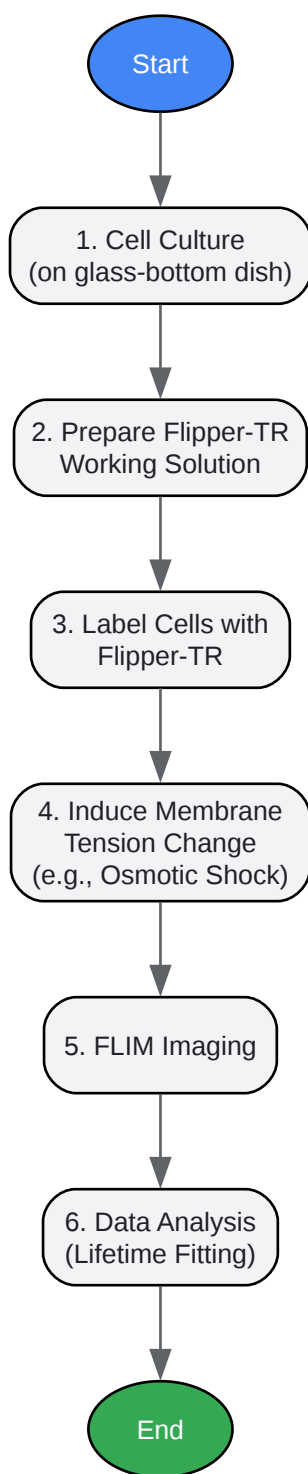 Start
1. Cell Culture
(on glass-bottom dish)
2. Prepare Flipper-TR
Working Solution
3. Label Cells with
Flipper-TR
4. Induce Membrane
Tension Change
(e.g., Osmotic Shock)
5. FLIM Imaging
6. Data Analysis
(Lifetime Fitting)
End